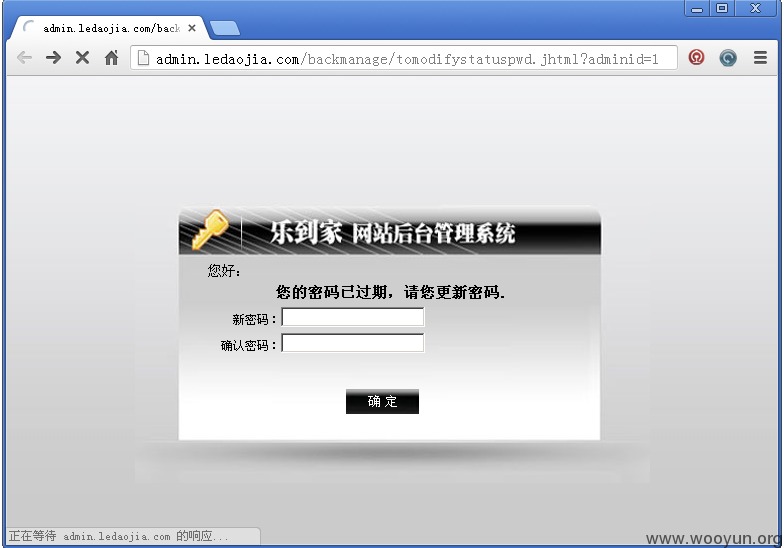 admin.ledaojia.com/back
admin.ledaojia.com/backmanage/tomodifystatuspwd.jhtml?adminid=1
乐到家 网站后台管理系统
您好:
您的密码已过期，请您更新密码.
新密码：
确认密码：
确 定
正在等待 admin.ledaojia.com 的响应...
www.wooyun.org